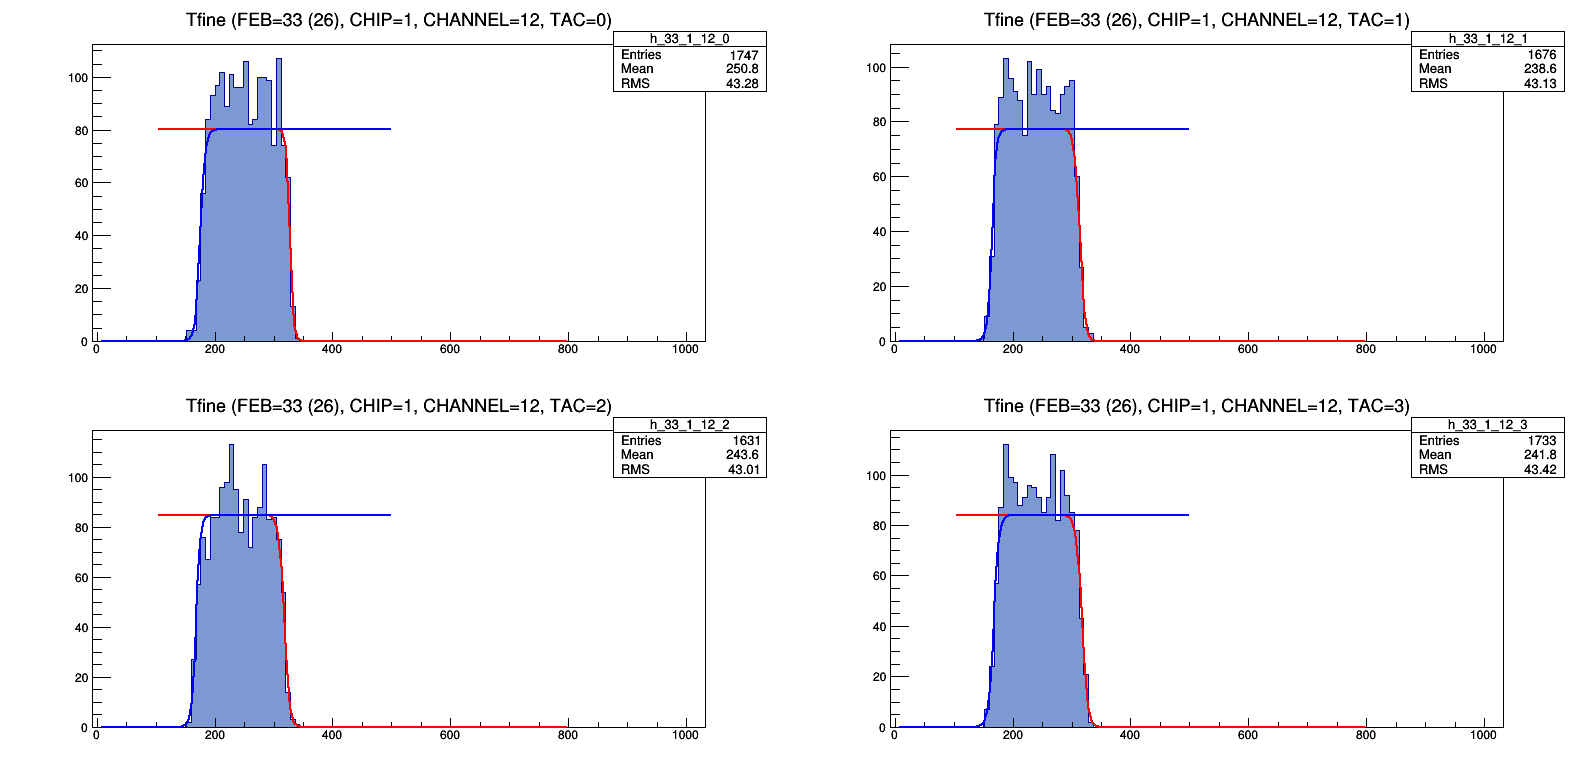 Tfine (FEB=33 (26), CHIP=1, CHANNEL=12, TAC=0)
h_33_1_12_0
Entries 1747
Mean 250.8
RMS 43.28
100
80
60
40
20
0
0 200 400 600 800 1000
Tfine (FEB=33 (26), CHIP=1, CHANNEL=12, TAC=1)
h_33_1_12_1
Entries 1676
Mean 238.6
RMS 43.13
100
80
60
40
20
0
0 200 400 600 800 1000
Tfine (FEB=33 (26), CHIP=1, CHANNEL=12, TAC=2)
h_33_1_12_2
Entries 1631
Mean 243.6
RMS 43.01
100
80
60
40
20
0
0 200 400 600 800 1000
Tfine (FEB=33 (26), CHIP=1, CHANNEL=12, TAC=3)
h_33_1_12_3
Entries 1733
Mean 241.8
RMS 43.42
100
80
60
40
20
0
0 200 400 600 800 1000